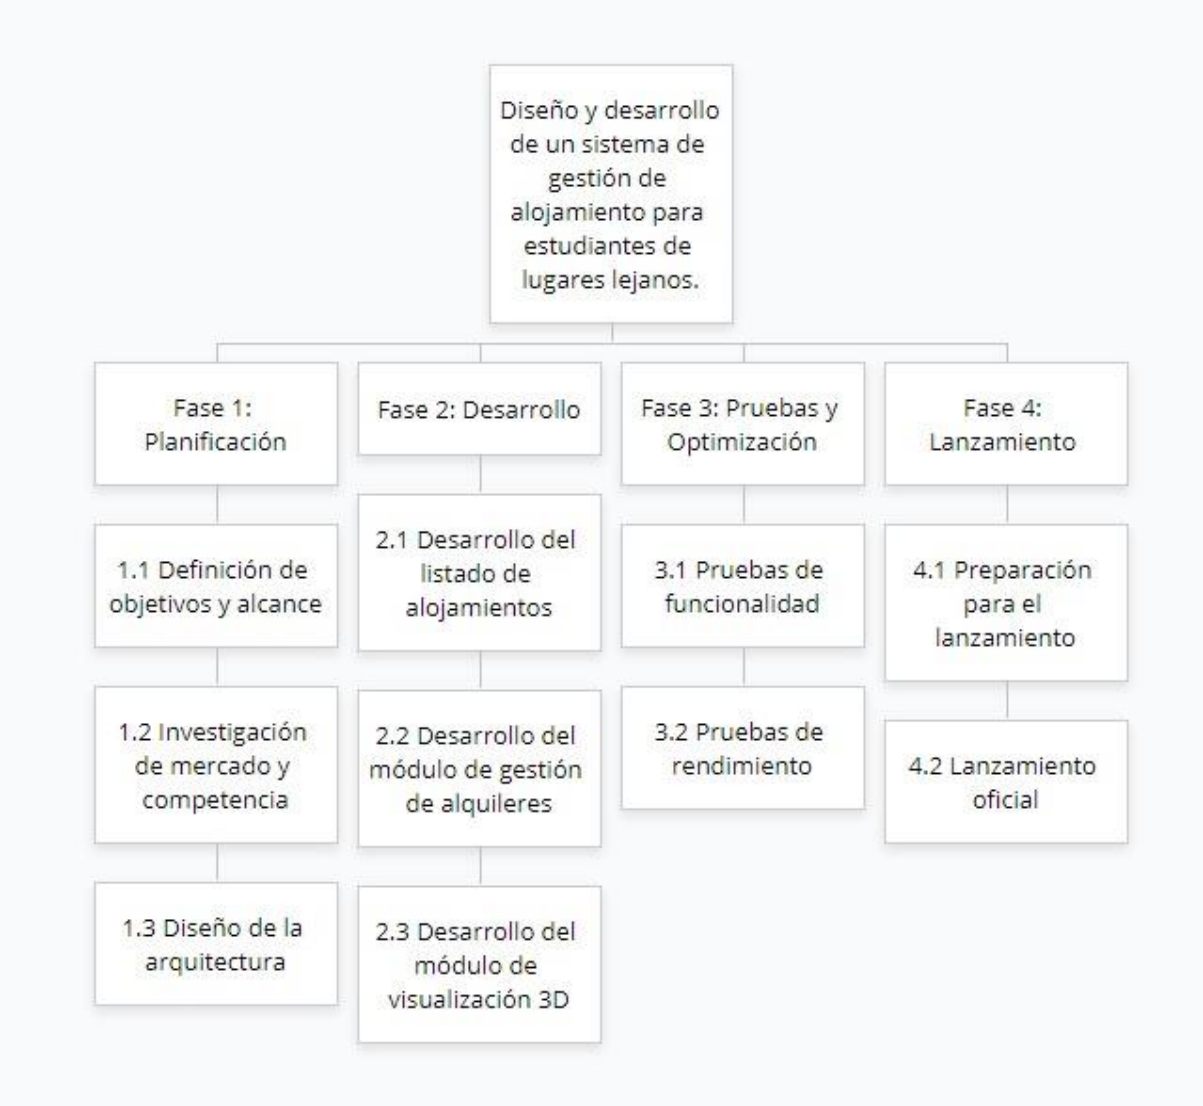 Diseño y desarrollo
de un sistema de
gestión de
alojamiento para
estudiantes de
lugares lejanos.
Fase 1:
Planificación
1.1 Definición de
objetivos y alcance
1.2 Investigación
de mercado y
competencia
1.3 Diseño de la
arquitectura
Fase 2: Desarrollo
2.1 Desarrollo del
listado de
alojamientos
2.2 Desarrollo del
módulo de gestión
de alquileres
2.3 Desarrollo del
módulo de
visualización 3D
Fase 3: Pruebas y
Optimización
3.1 Pruebas de
funcionalidad
3.2 Pruebas de
rendimiento
Fase 4:
Lanzamiento
4.1 Preparación
para el
lanzamiento
4.2 Lanzamiento
oficial